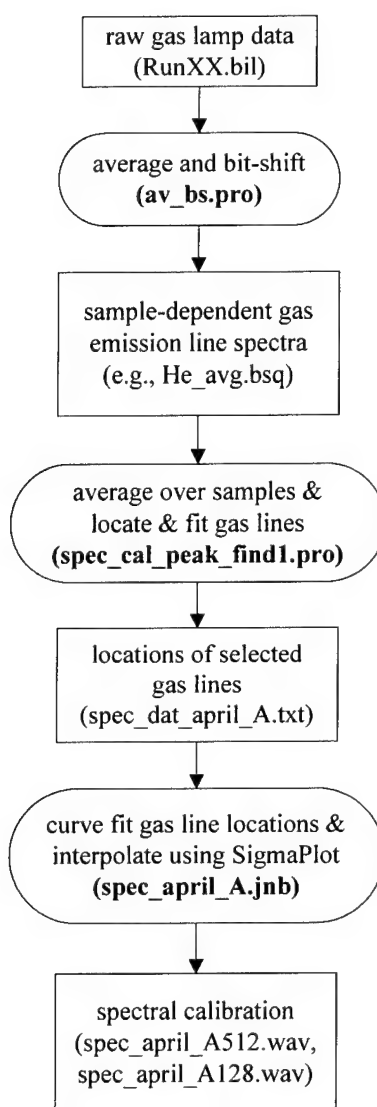 raw gas lamp data
(RunXX.bil)
average and bit-shift
(av_bs.pro)
sample-dependent gas
emission line spectra
(e.g., He_avg.bsq)
average over samples &
locate & fit gas lines
(spec_cal_peak_find1.pro)
locations of selected
gas lines
(spec_dat_april_A.txt)
curve fit gas line locations &
interpolate using SigmaPlot
(spec_april_A.jnb)
spectral calibration
(spec_april_A512.wav,
spec_april_A128.wav)